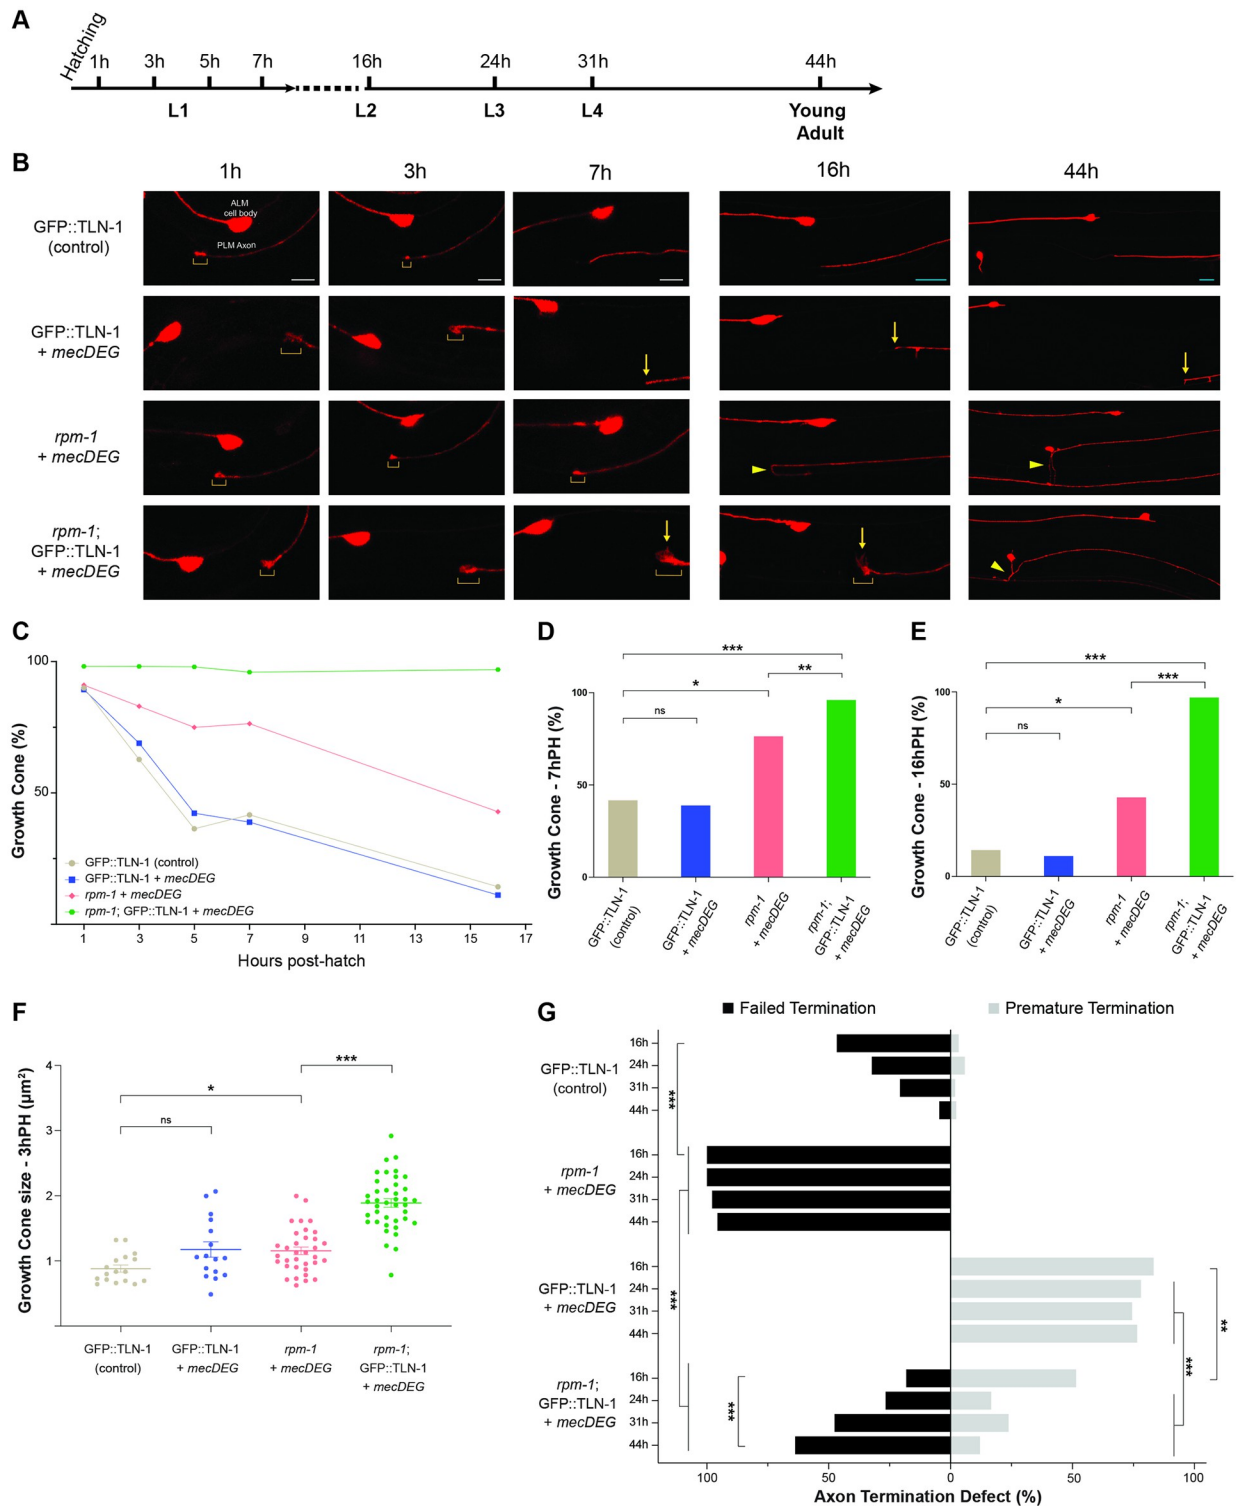 A
Hatching
1h 3h 5h 7h 16h 24h 31h 44h
L1 L2 L3 L4 Young
Adult
B
1h 3h 7h 16h 44h
GFP::TLN-1
(control)
ALM
cell body
PLM Axon
GFP::TLN-1
+ mecDEG
rpm-1
+ mecDEG
rpm-1;
GFP::TLN-1
+ mecDEG
C
Growth Cone (%)
100
50
GFP::TLN-1 (control)
GFP::TLN-1 + mecDEG
rpm-1 + mecDEG
rpm-1; GFP::TLN-1 + mecDEG
1 3 5 7 9 11 13 15 17
Hours post-hatch
D
Growth Cone - 7hPH (%)
***
**
*
ns
100
50
0
GFP::TLN-1
(control)
GFP::TLN-1
+ mecDEG
rpm-1
+ mecDEG
rpm-1;
GFP::TLN-1
+ mecDEG
E
Growth Cone - 16hPH (%)
***
***
*
ns
100
50
0
GFP::TLN-1
(control)
GFP::TLN-1
+ mecDEG
rpm-1
+ mecDEG
rpm-1;
GFP::TLN-1
+ mecDEG
F
Growth Cone size - 3hPH (µm²)
4
3
2
1
***
*
ns
GFP::TLN-1
(control)
GFP::TLN-1
+ mecDEG
rpm-1
+ mecDEG
rpm-1;
GFP::TLN-1
+ mecDEG
G
Failed Termination Premature Termination
GFP::TLN-1
(control)
16h
24h
31h
44h
***
rpm-1
+ mecDEG
16h
24h
31h
44h
***
GFP::TLN-1
+ mecDEG
16h
24h
31h
44h
**
***
rpm-1;
GFP::TLN-1
+ mecDEG
16h
24h
31h
44h
***
100 50 0 50 100
Axon Termination Defect (%)